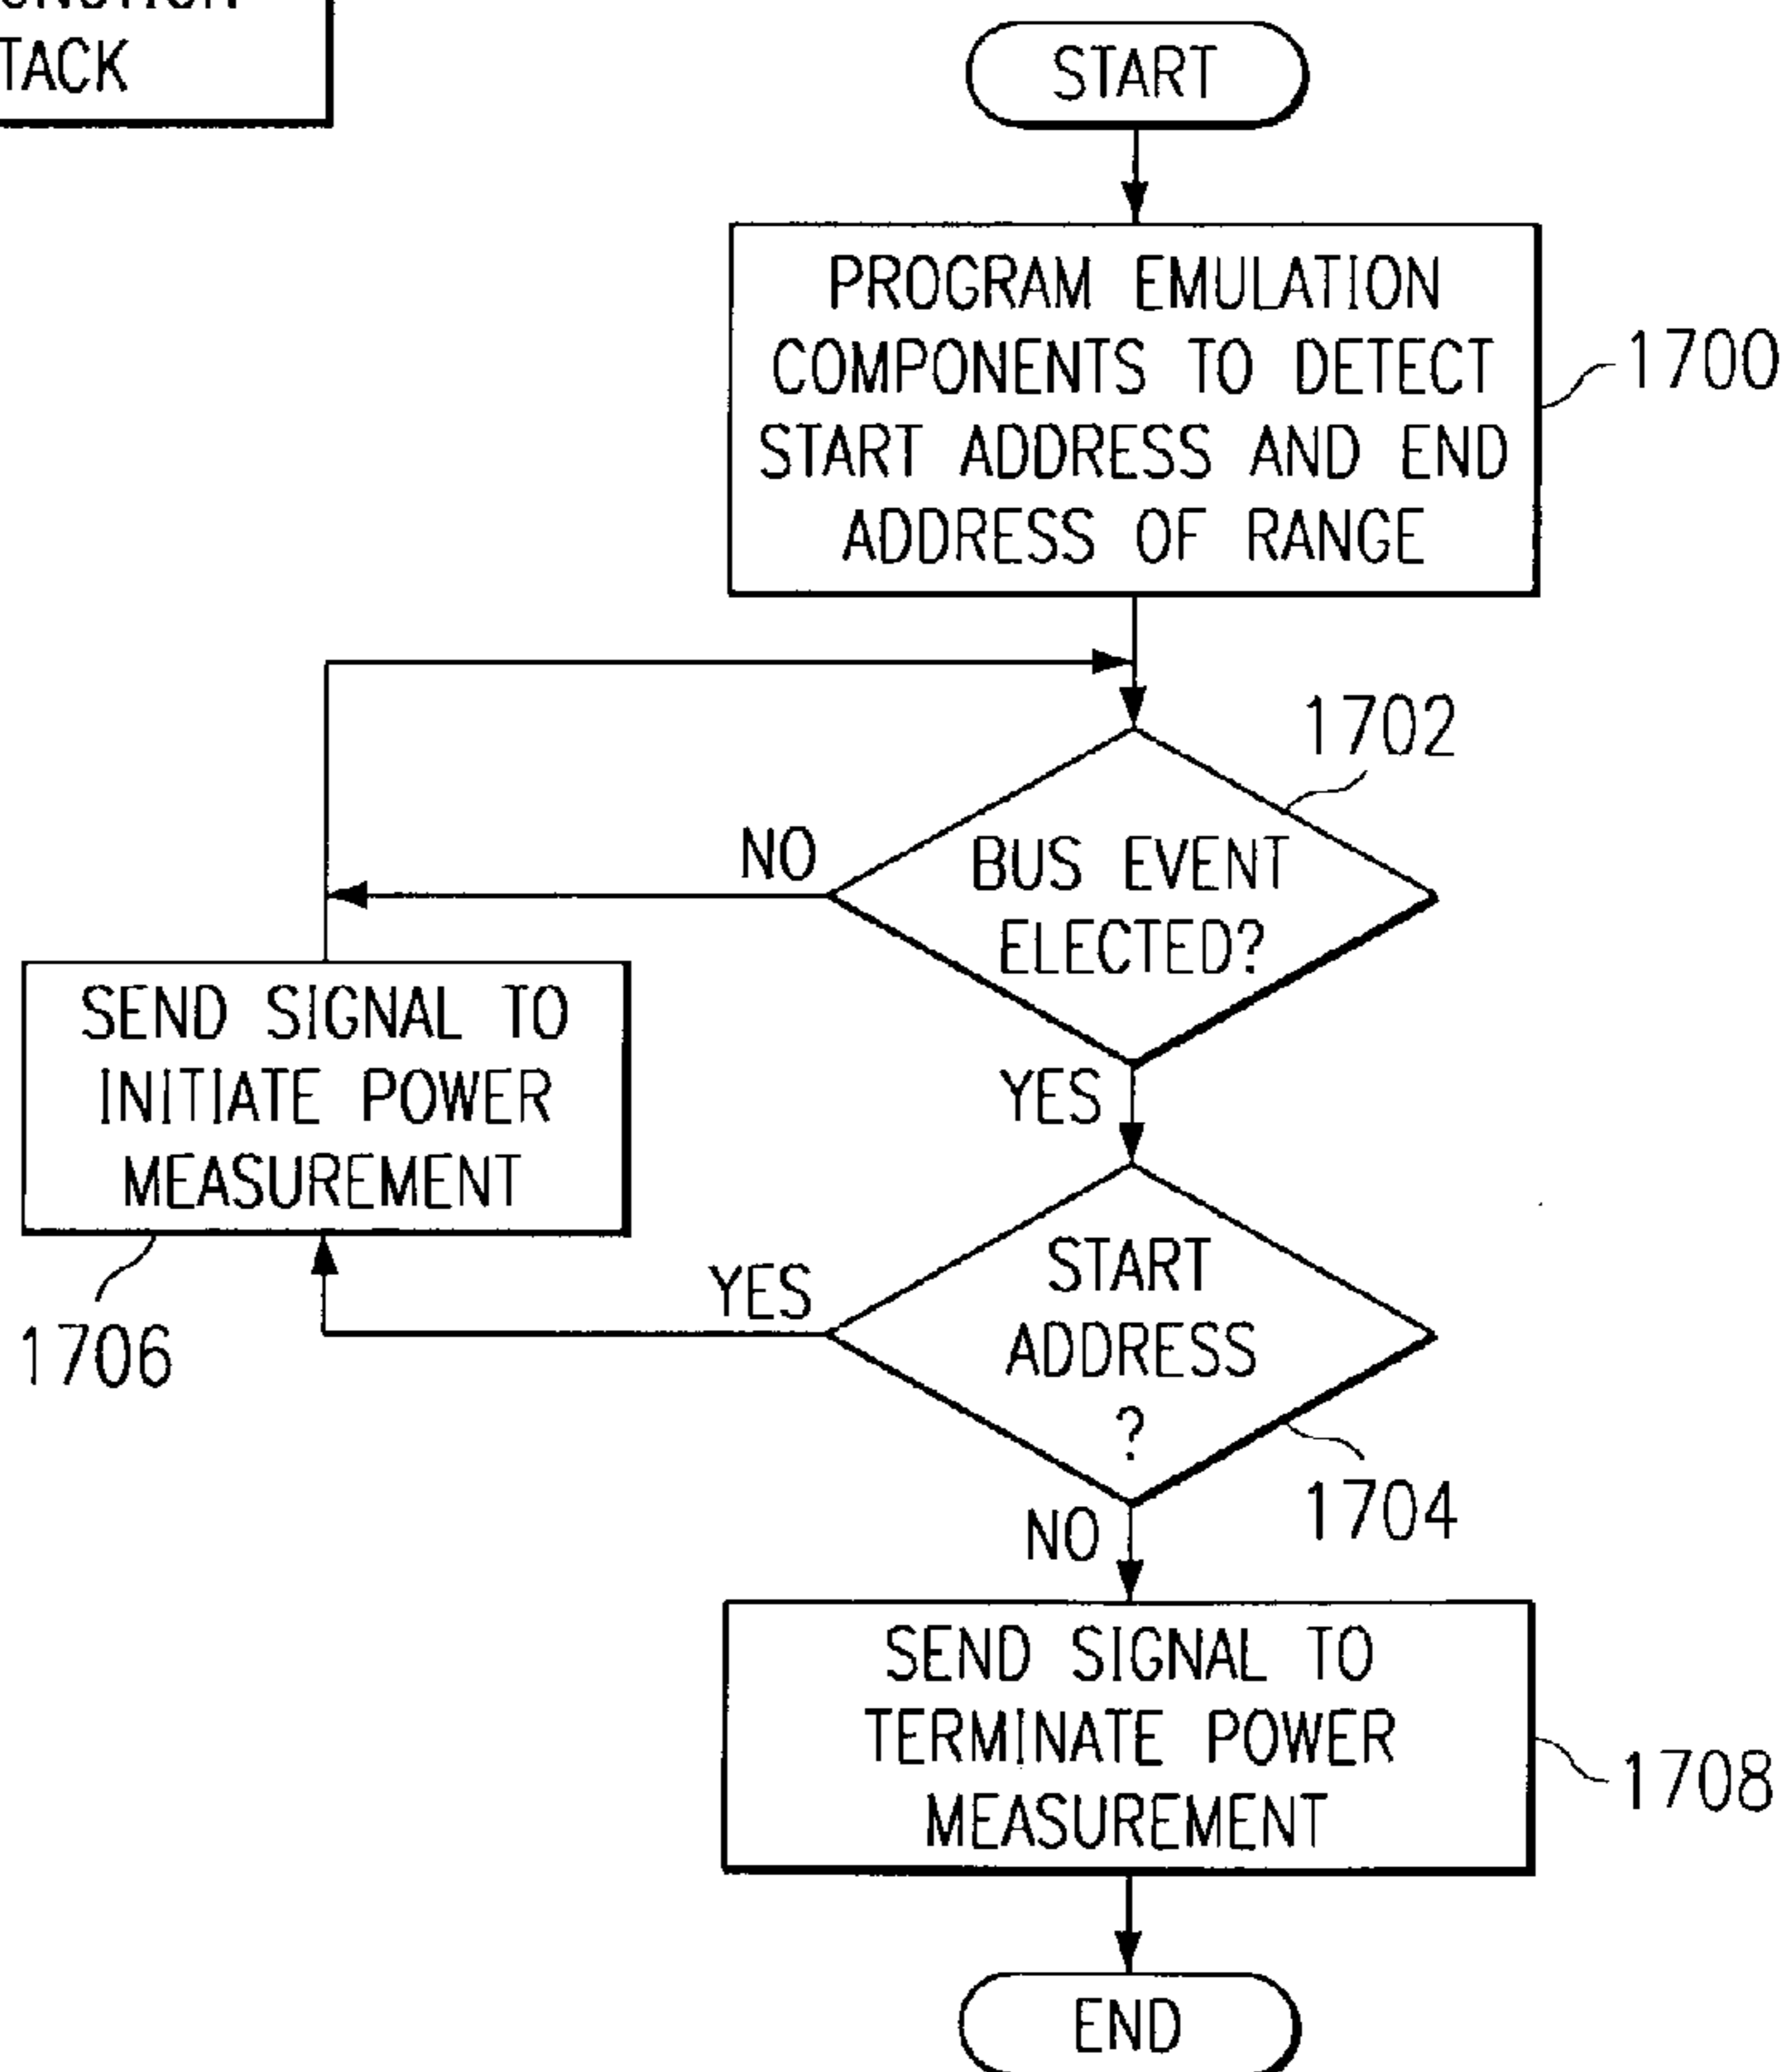 TACK
START
PROGRAM EMULATION
COMPONENTS TO DETECT
START ADDRESS AND END
ADDRESS OF RANGE
1700
1702
BUS EVENT
ELECTED?
NO
YES
SEND SIGNAL TO
INITIATE POWER
MEASUREMENT
1706
START
ADDRESS
?
YES
1704
NO
SEND SIGNAL TO
TERMINATE POWER
MEASUREMENT
1708
END